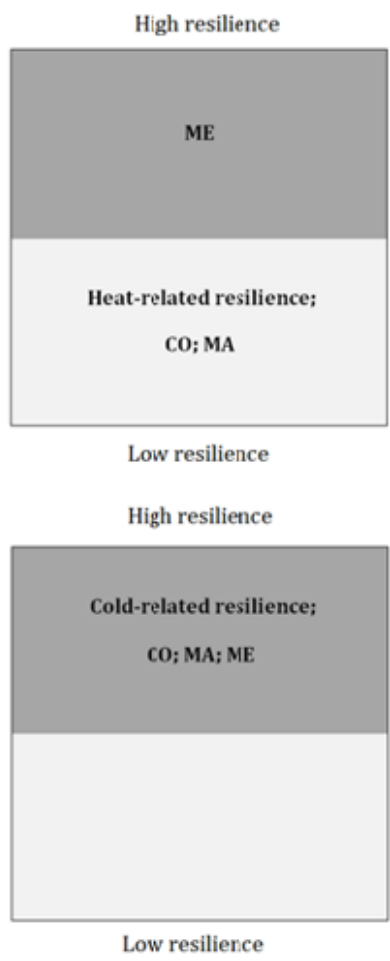 High resilience
ME
Heat-related resilience;
CO; MA
Low resilience
High resilience
Cold-related resilience;
CO; MA; ME
Low resilience